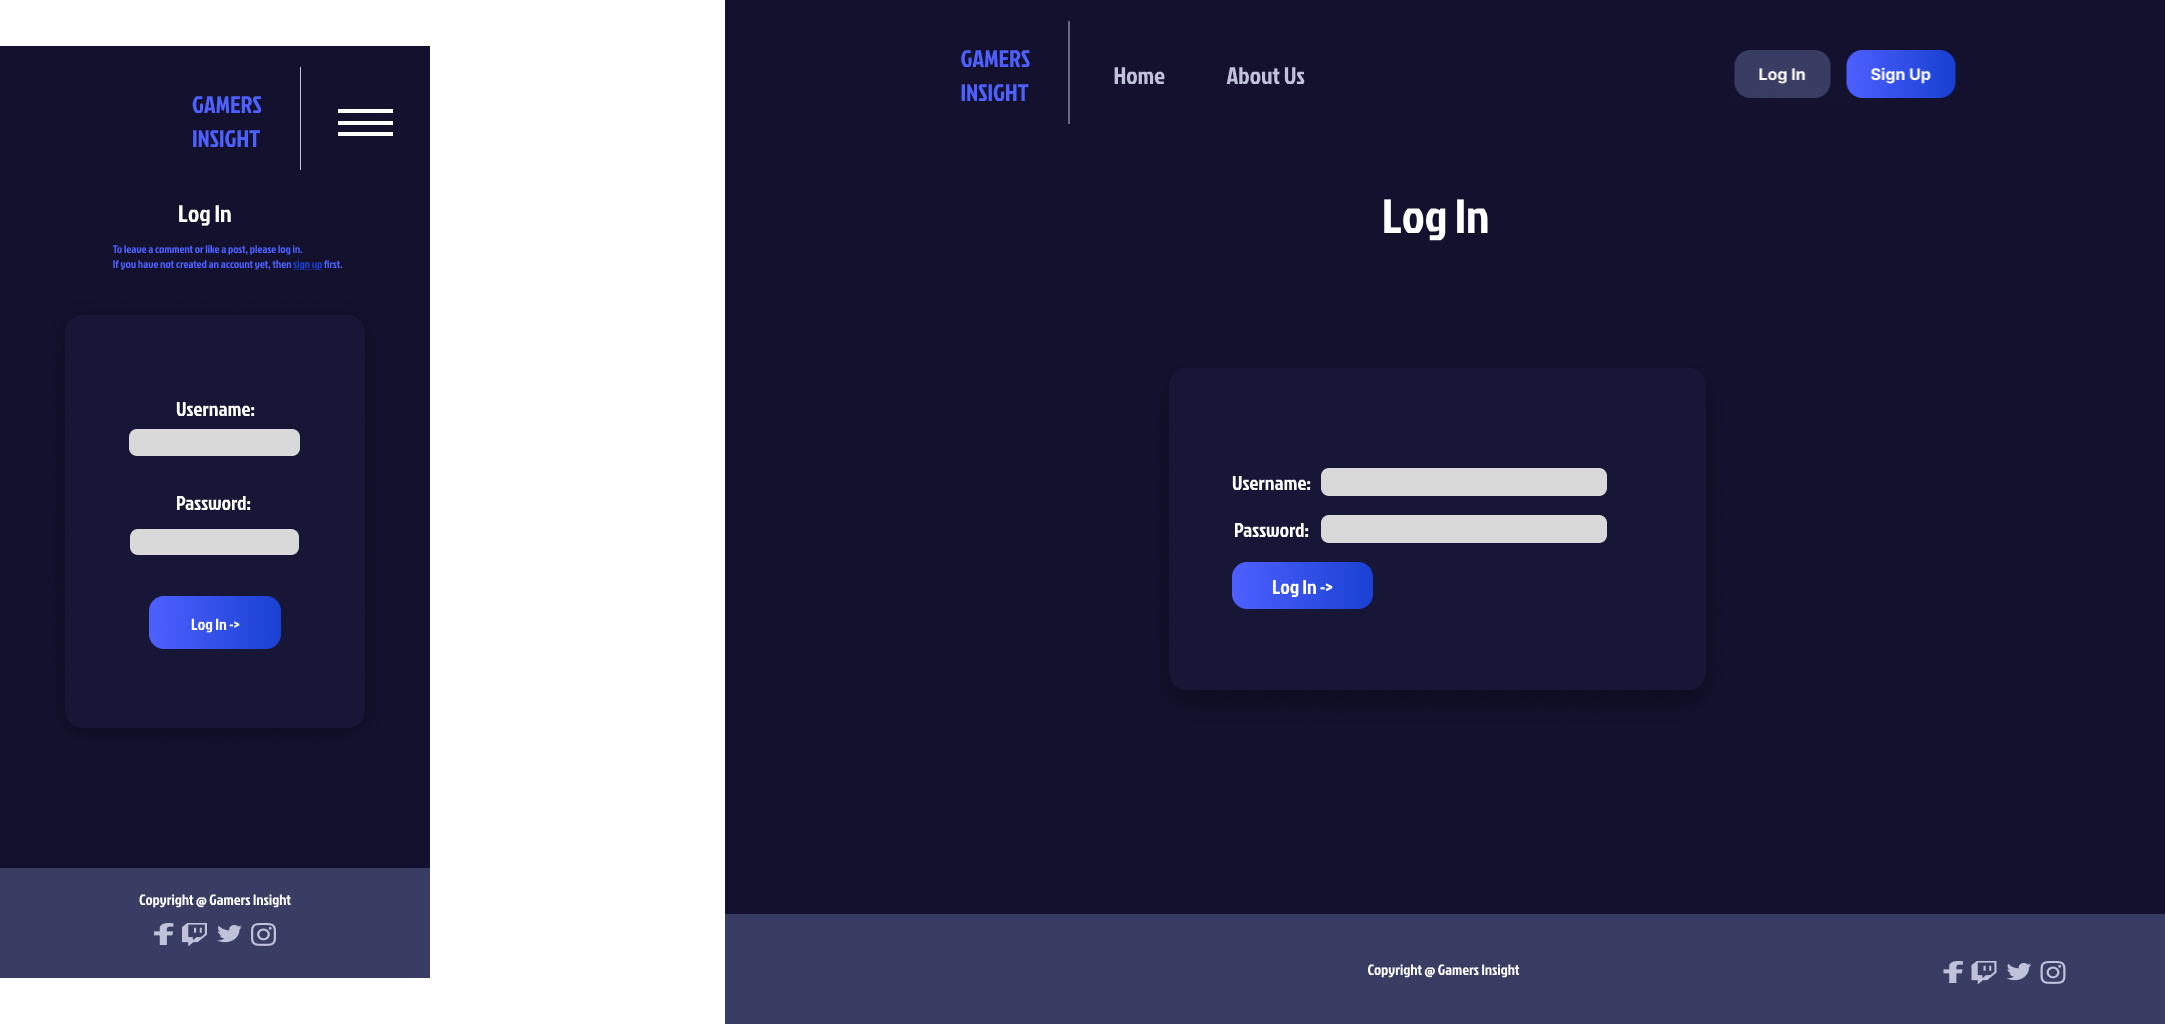 GAMERS
INSIGHT
Log In
To leave a comment or like a post, please log in.
If you have not created an account yet, then sign up first.
Username:
Password:
Log In ->
Copyright @ Gamers Insight
GAMERS
INSIGHT
Home
About Us
Log In
Sign Up
Log In
Username:
Password:
Log In ->
Copyright @ Gamers Insight